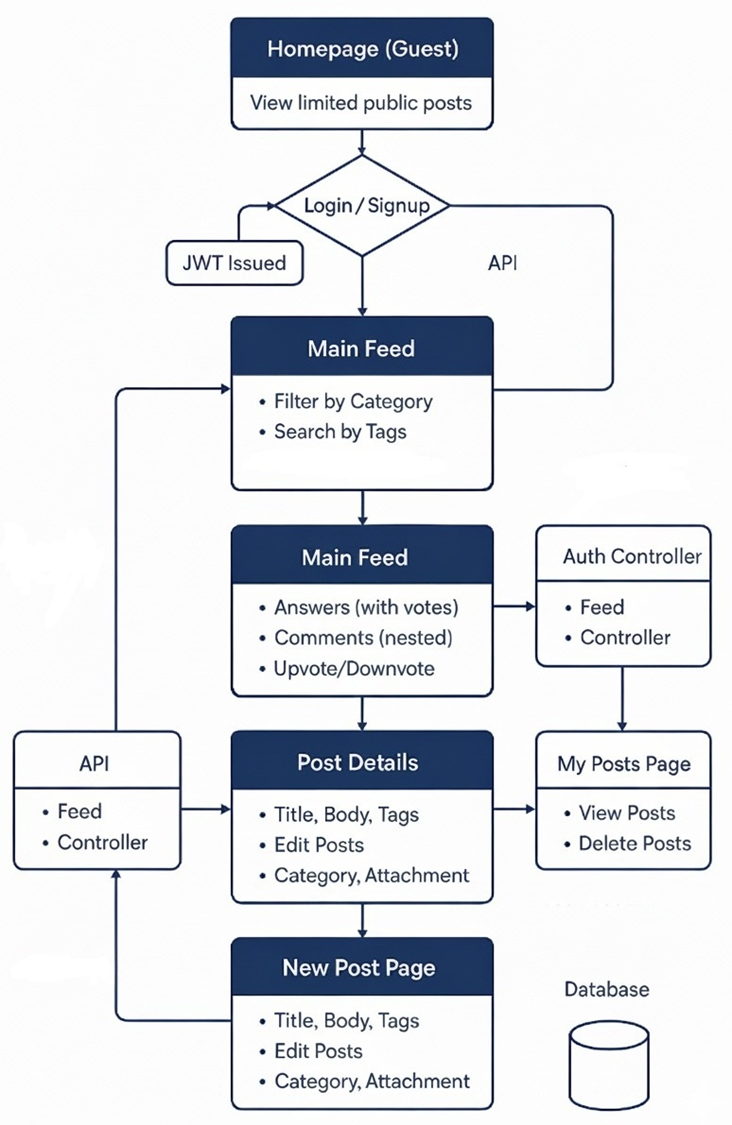 Homepage (Guest)
View limited public posts
Login / Signup
JWT Issued
API
Main Feed
• Filter by Category
• Search by Tags
Main Feed
• Answers (with votes)
• Comments (nested)
• Upvote/Downvote
Auth Controller
• Feed
• Controller
API
• Feed
• Controller
Post Details
• Title, Body, Tags
• Edit Posts
• Category, Attachment
My Posts Page
• View Posts
• Delete Posts
New Post Page
• Title, Body, Tags
• Edit Posts
• Category, Attachment
Database